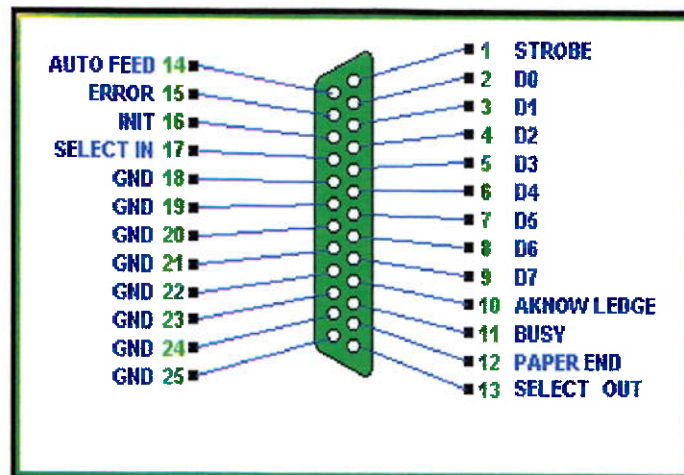 AUTO FEED 14
ERROR 15
INIT 16
SELECT IN 17
GND 18
GND 19
GND 20
GND 21
GND 22
GND 23
GND 24
GND 25
1 STROBE
2 D0
3 D1
4 D2
5 D3
6 D4
7 D5
8 D6
9 D7
10 AKNOW LEDGE
11 BUSY
12 PAPER END
13 SELECT OUT